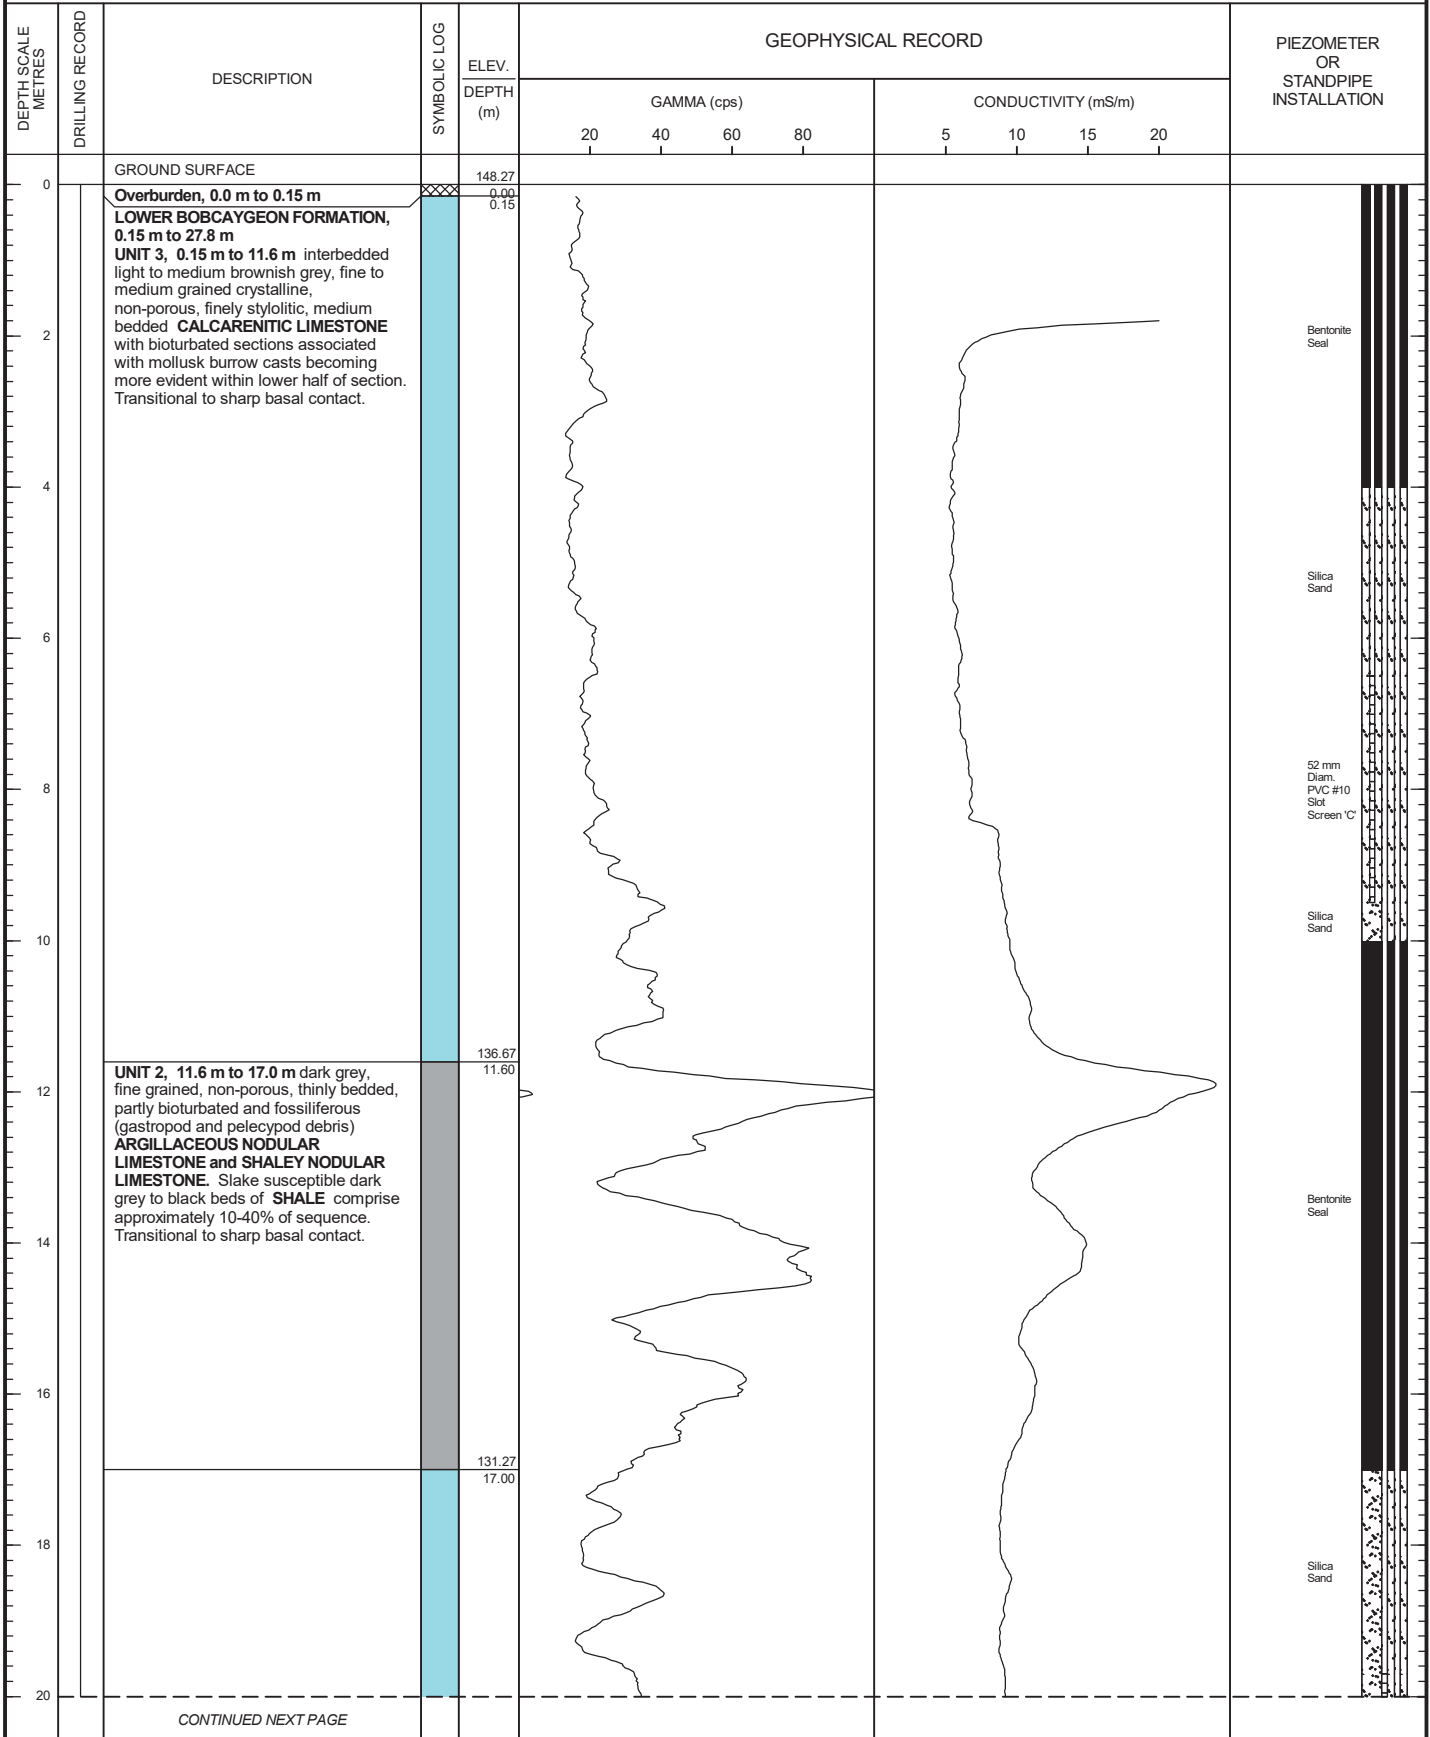 DEPTH SCALE
METRES
DRILLING RECORD
DESCRIPTION
SYMBOLIC LOG
ELEV.
DEPTH
(m)
GEOPHYSICAL RECORD
GAMMA (cps)
20 40 60 80
CONDUCTIVITY (mS/m)
5 10 15 20
PIEZOMETER
OR
STANDPIPE
INSTALLATION
GROUND SURFACE
148.27
0
Overburden, 0.0 m to 0.15 m
0.00
0.15
LOWER BOBCAYGEON FORMATION,
0.15 m to 27.8 m
UNIT 3, 0.15 m to 11.6 m interbedded
light to medium brownish grey, fine to
medium grained crystalline,
non-porous, finely stylolitic, medium
bedded CALCARENITIC LIMESTONE
with bioturbated sections associated
with mollusk burrow casts becoming
more evident within lower half of section.
Transitional to sharp basal contact.
2
Bentonite
Seal
4
Silica
Sand
6
52 mm
Diam.
PVC #10
Slot
Screen 'C'
8
Silica
Sand
10
136.67
11.60
UNIT 2, 11.6 m to 17.0 m dark grey,
fine grained, non-porous, thinly bedded,
partly bioturbated and fossiliferous
(gastropod and pelecypod debris)
ARGILLACEOUS NODULAR
LIMESTONE and SHALEY NODULAR
LIMESTONE. Slake susceptible dark
grey to black beds of SHALE comprise
approximately 10-40% of sequence.
Transitional to sharp basal contact.
12
Bentonite
Seal
14
16
131.27
17.00
18
Silica
Sand
20
CONTINUED NEXT PAGE